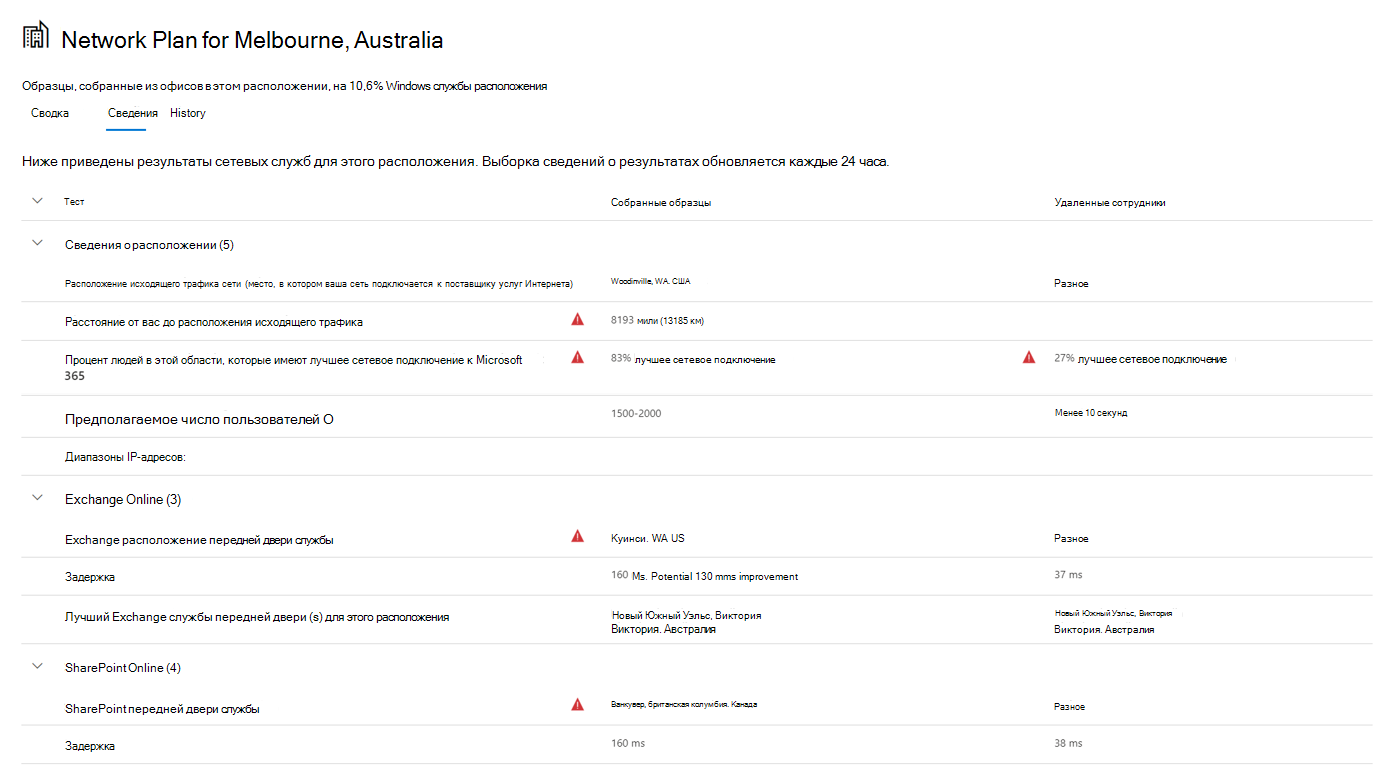 Network Plan for Melbourne, Australia
Образцы, собранные из офисов в этом расположении, на 10,6% Windows службы расположения
Сводка Сведения History
Ниже приведены результаты сетевых служб для этого расположения. Выборка сведений о результатах обновляется каждые 24 часа.
Тест Собранные образцы Удаленные сотрудники
Сведения о расположении (5)
Расположение исходящего трафика сети (место, в котором ваша сеть подключается к поставщику услуг Интернета) Woodinville, WA. США Разное
Расстояние от вас до расположения исходящего трафика 8193 мили (13185 км)
Процент людей в этой области, которые имеют лучшее сетевое подключение к Microsoft 83% лучшее сетевое подключение 27% лучшее сетевое подключение
365
Предполагаемое число пользователей О 1500-2000 Менее 10 секунд
Диапазоны IP-адресов:
Exchange Online (3)
Exchange расположение передней двери службы Куинси. WA US Разное
Задержка 160 Ms. Potential 130 mms improvement 37 ms
Лучший Exchange службы передней двери (s) для этого расположения Новый Южный Уэльс, Виктория Новый Южный Уэльс, Виктория
Виктория. Австралия Виктория. Австралия
SharePoint Online (4)
SharePoint передней двери службы Ванкувер, британская колумбия. Канада Разное
Задержка 160 ms 38 ms